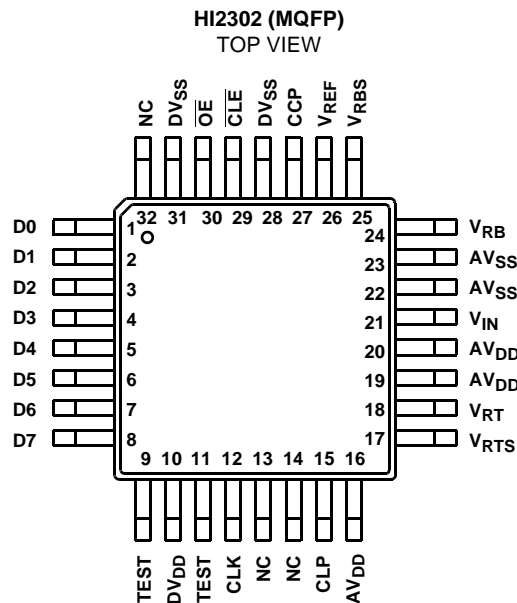 HI2302 (MQFP)
TOP VIEW
NC DVSS OE CLE DVSS CCP VREF VRBS
32 31 30 29 28 27 26 25
D0 1 24 VRB
D1 2 23 AVSS
D2 3 22 AVSS
D3 4 21 VIN
D4 5 20 AVDD
D5 6 19 AVDD
D6 7 18 VRT
D7 8 17 VRTS
9 10 11 12 13 14 15 16
TEST DVDD TEST CLK NC NC CLP AVDD